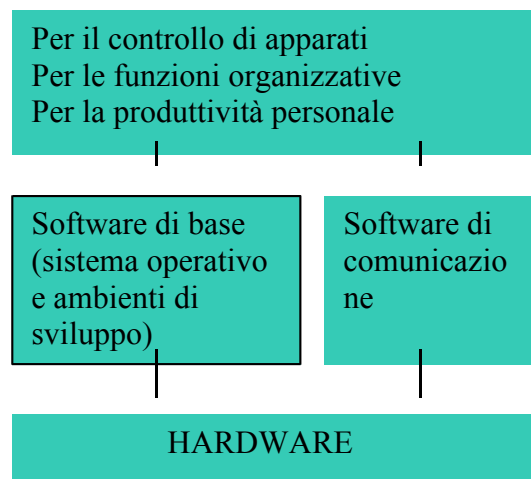 Per il controllo di apparati
Per le funzioni organizzative
Per la produttività personale
Software di base
(sistema operativo
e ambienti di
sviluppo)
Software di
comunicazio
ne
HARDWARE